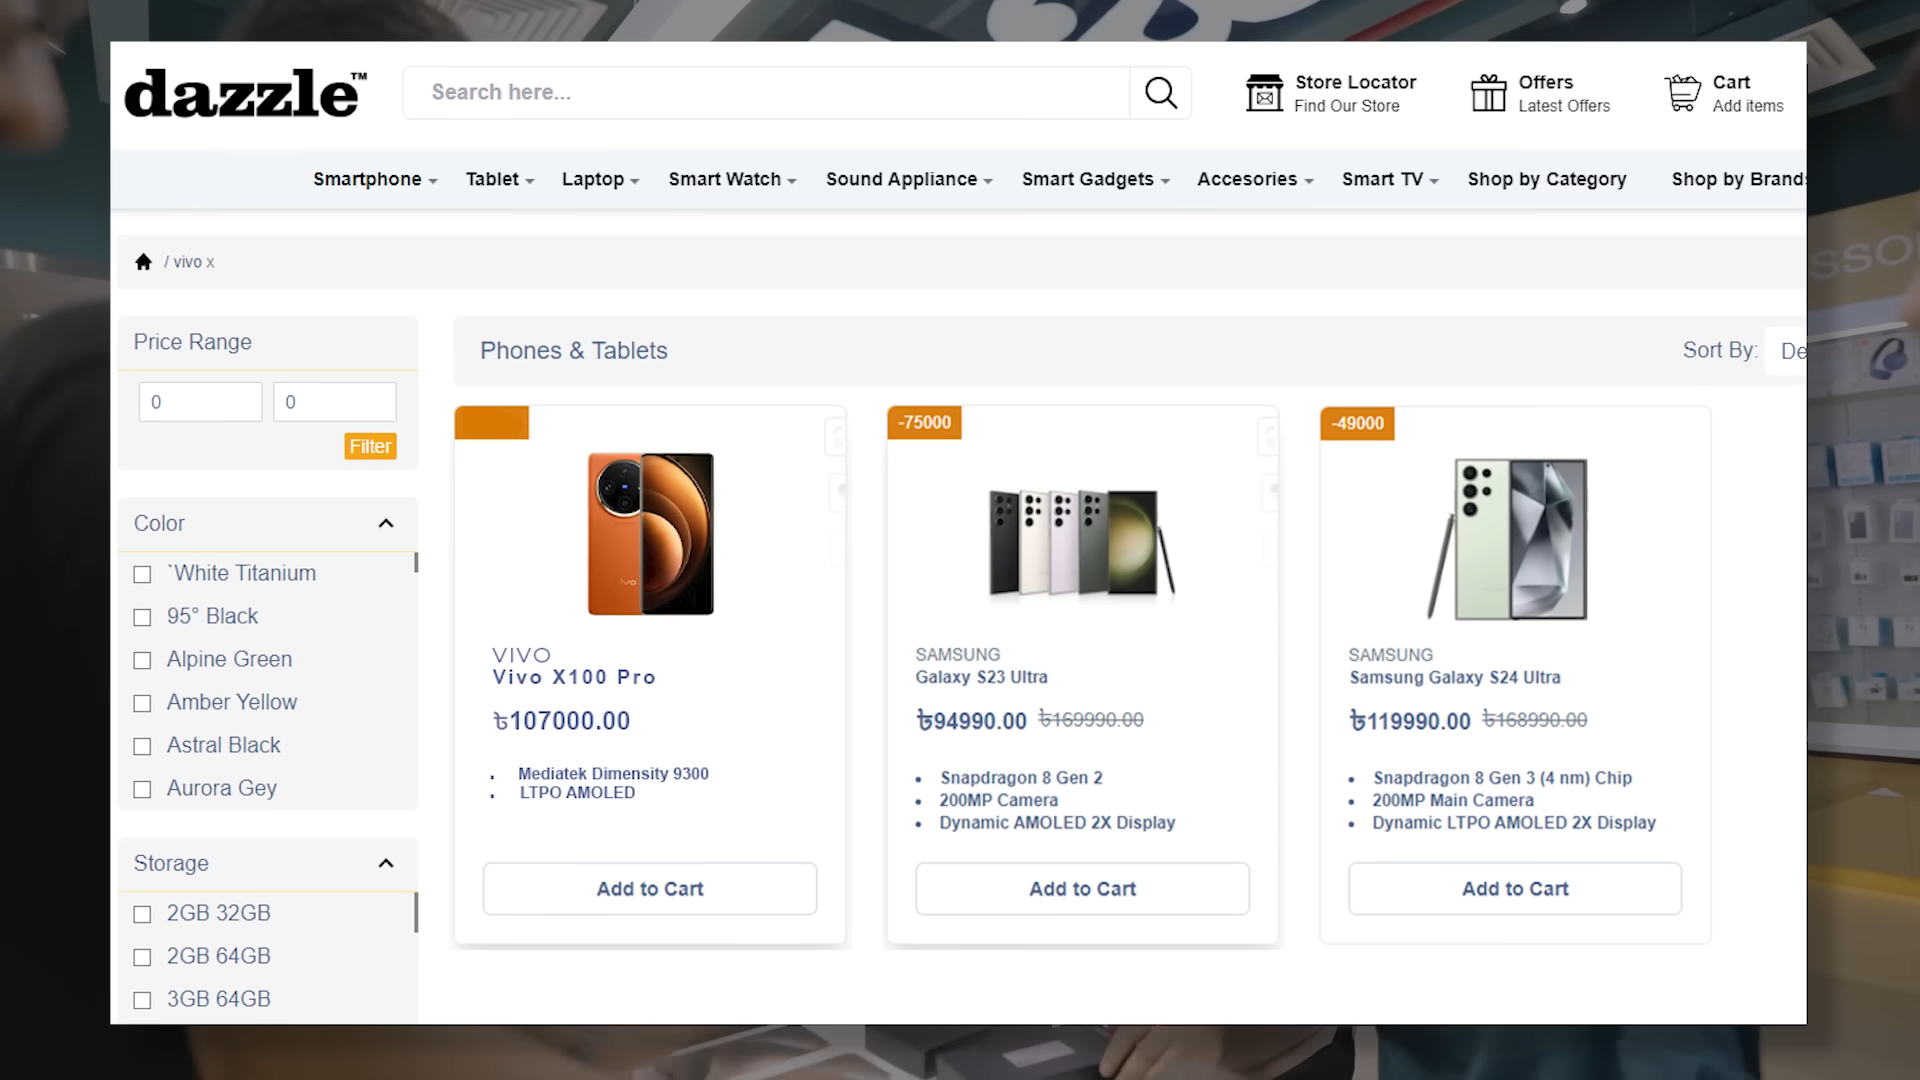 dazzle™
Search here...
Store Locator
Find Our Store
Offers
Latest Offers
Cart
Add items
Smartphone
Tablet
Laptop
Smart Watch
Sound Appliance
Smart Gadgets
Accesories
Smart TV
Shop by Category
Shop by Brands
/ vivo x
Price Range
0
0
Filter
Color
`White Titanium
95° Black
Alpine Green
Amber Yellow
Astral Black
Aurora Gey
Storage
2GB 32GB
2GB 64GB
3GB 64GB
Phones & Tablets
Sort By:
De
vivo
VIVO
Vivo X100 Pro
৳107000.00
Mediatek Dimensity 9300
LTPO AMOLED
Add to Cart
-75000
SAMSUNG
Galaxy S23 Ultra
৳94990.00 ৳169990.00
Snapdragon 8 Gen 2
200MP Camera
Dynamic AMOLED 2X Display
Add to Cart
-49000
SAMSUNG
Samsung Galaxy S24 Ultra
৳119990.00 ৳168990.00
Snapdragon 8 Gen 3 (4 nm) Chip
200MP Main Camera
Dynamic LTPO AMOLED 2X Display
Add to Cart
SSO